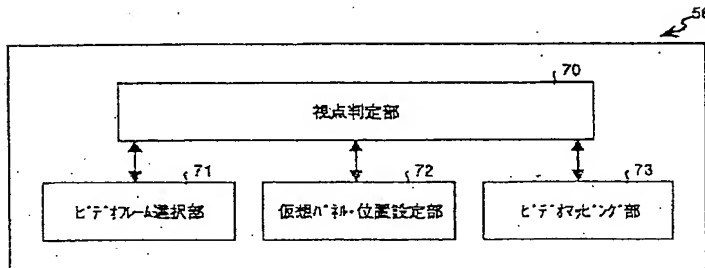 56
70
視点判定部
71
72
73
ビデオフレーム選択部
仮想パネル・位置設定部
ビデオマッピング部